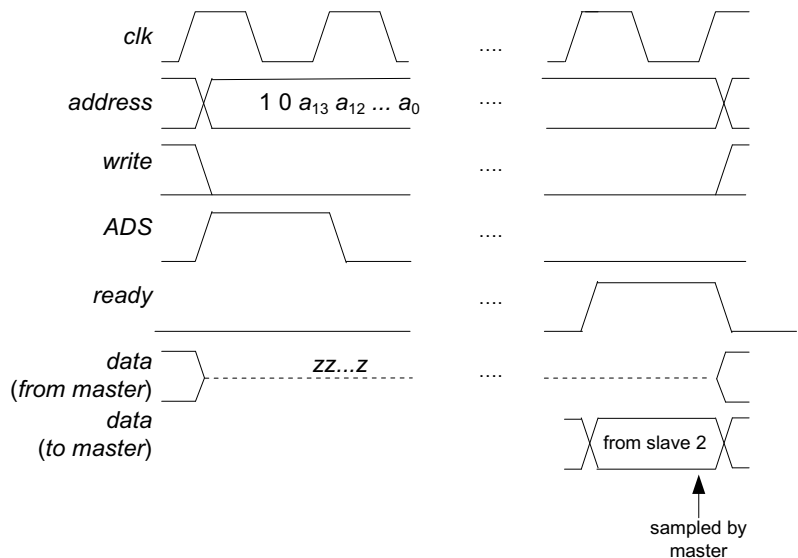 clk ....
address 1 0 a₁₃ a₁₂ ... a₀ ....
write ....
ADS ....
ready ....
data
(from master) zz...z ....
data
(to master) from slave 2
sampled by
master